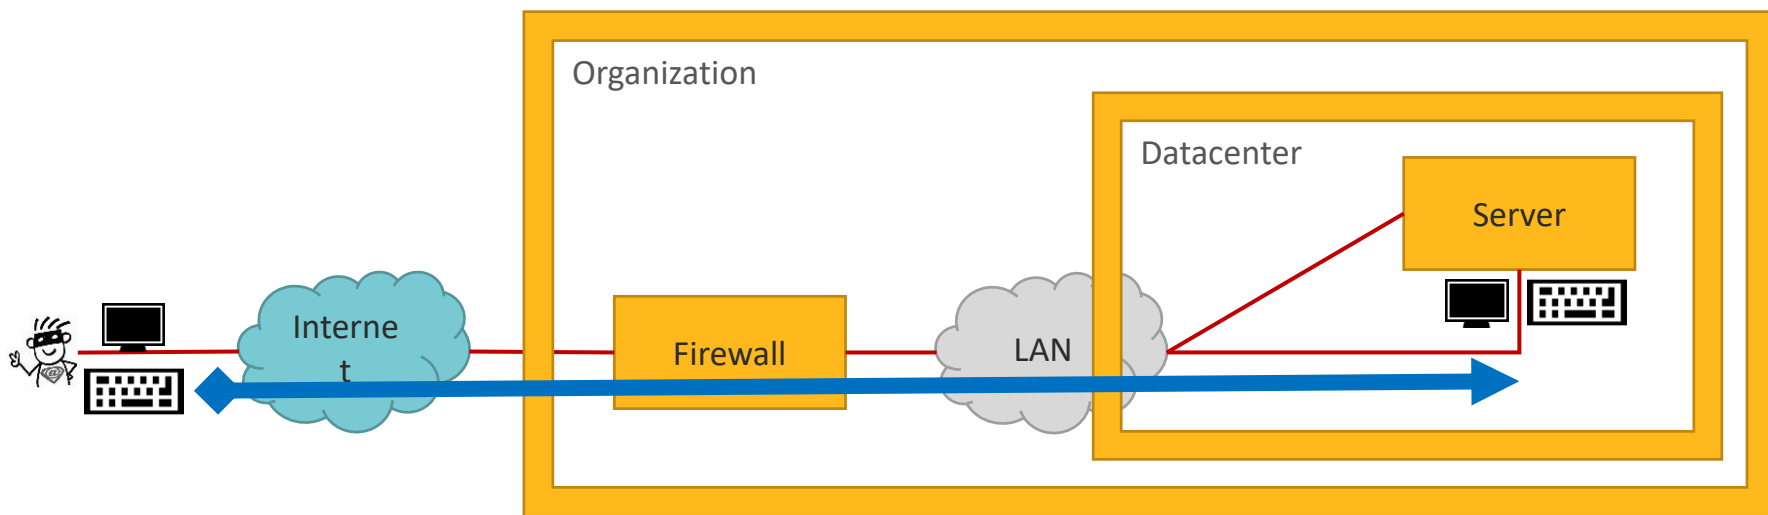 Organization
Datacenter
Server
Interne
t
Firewall
LAN